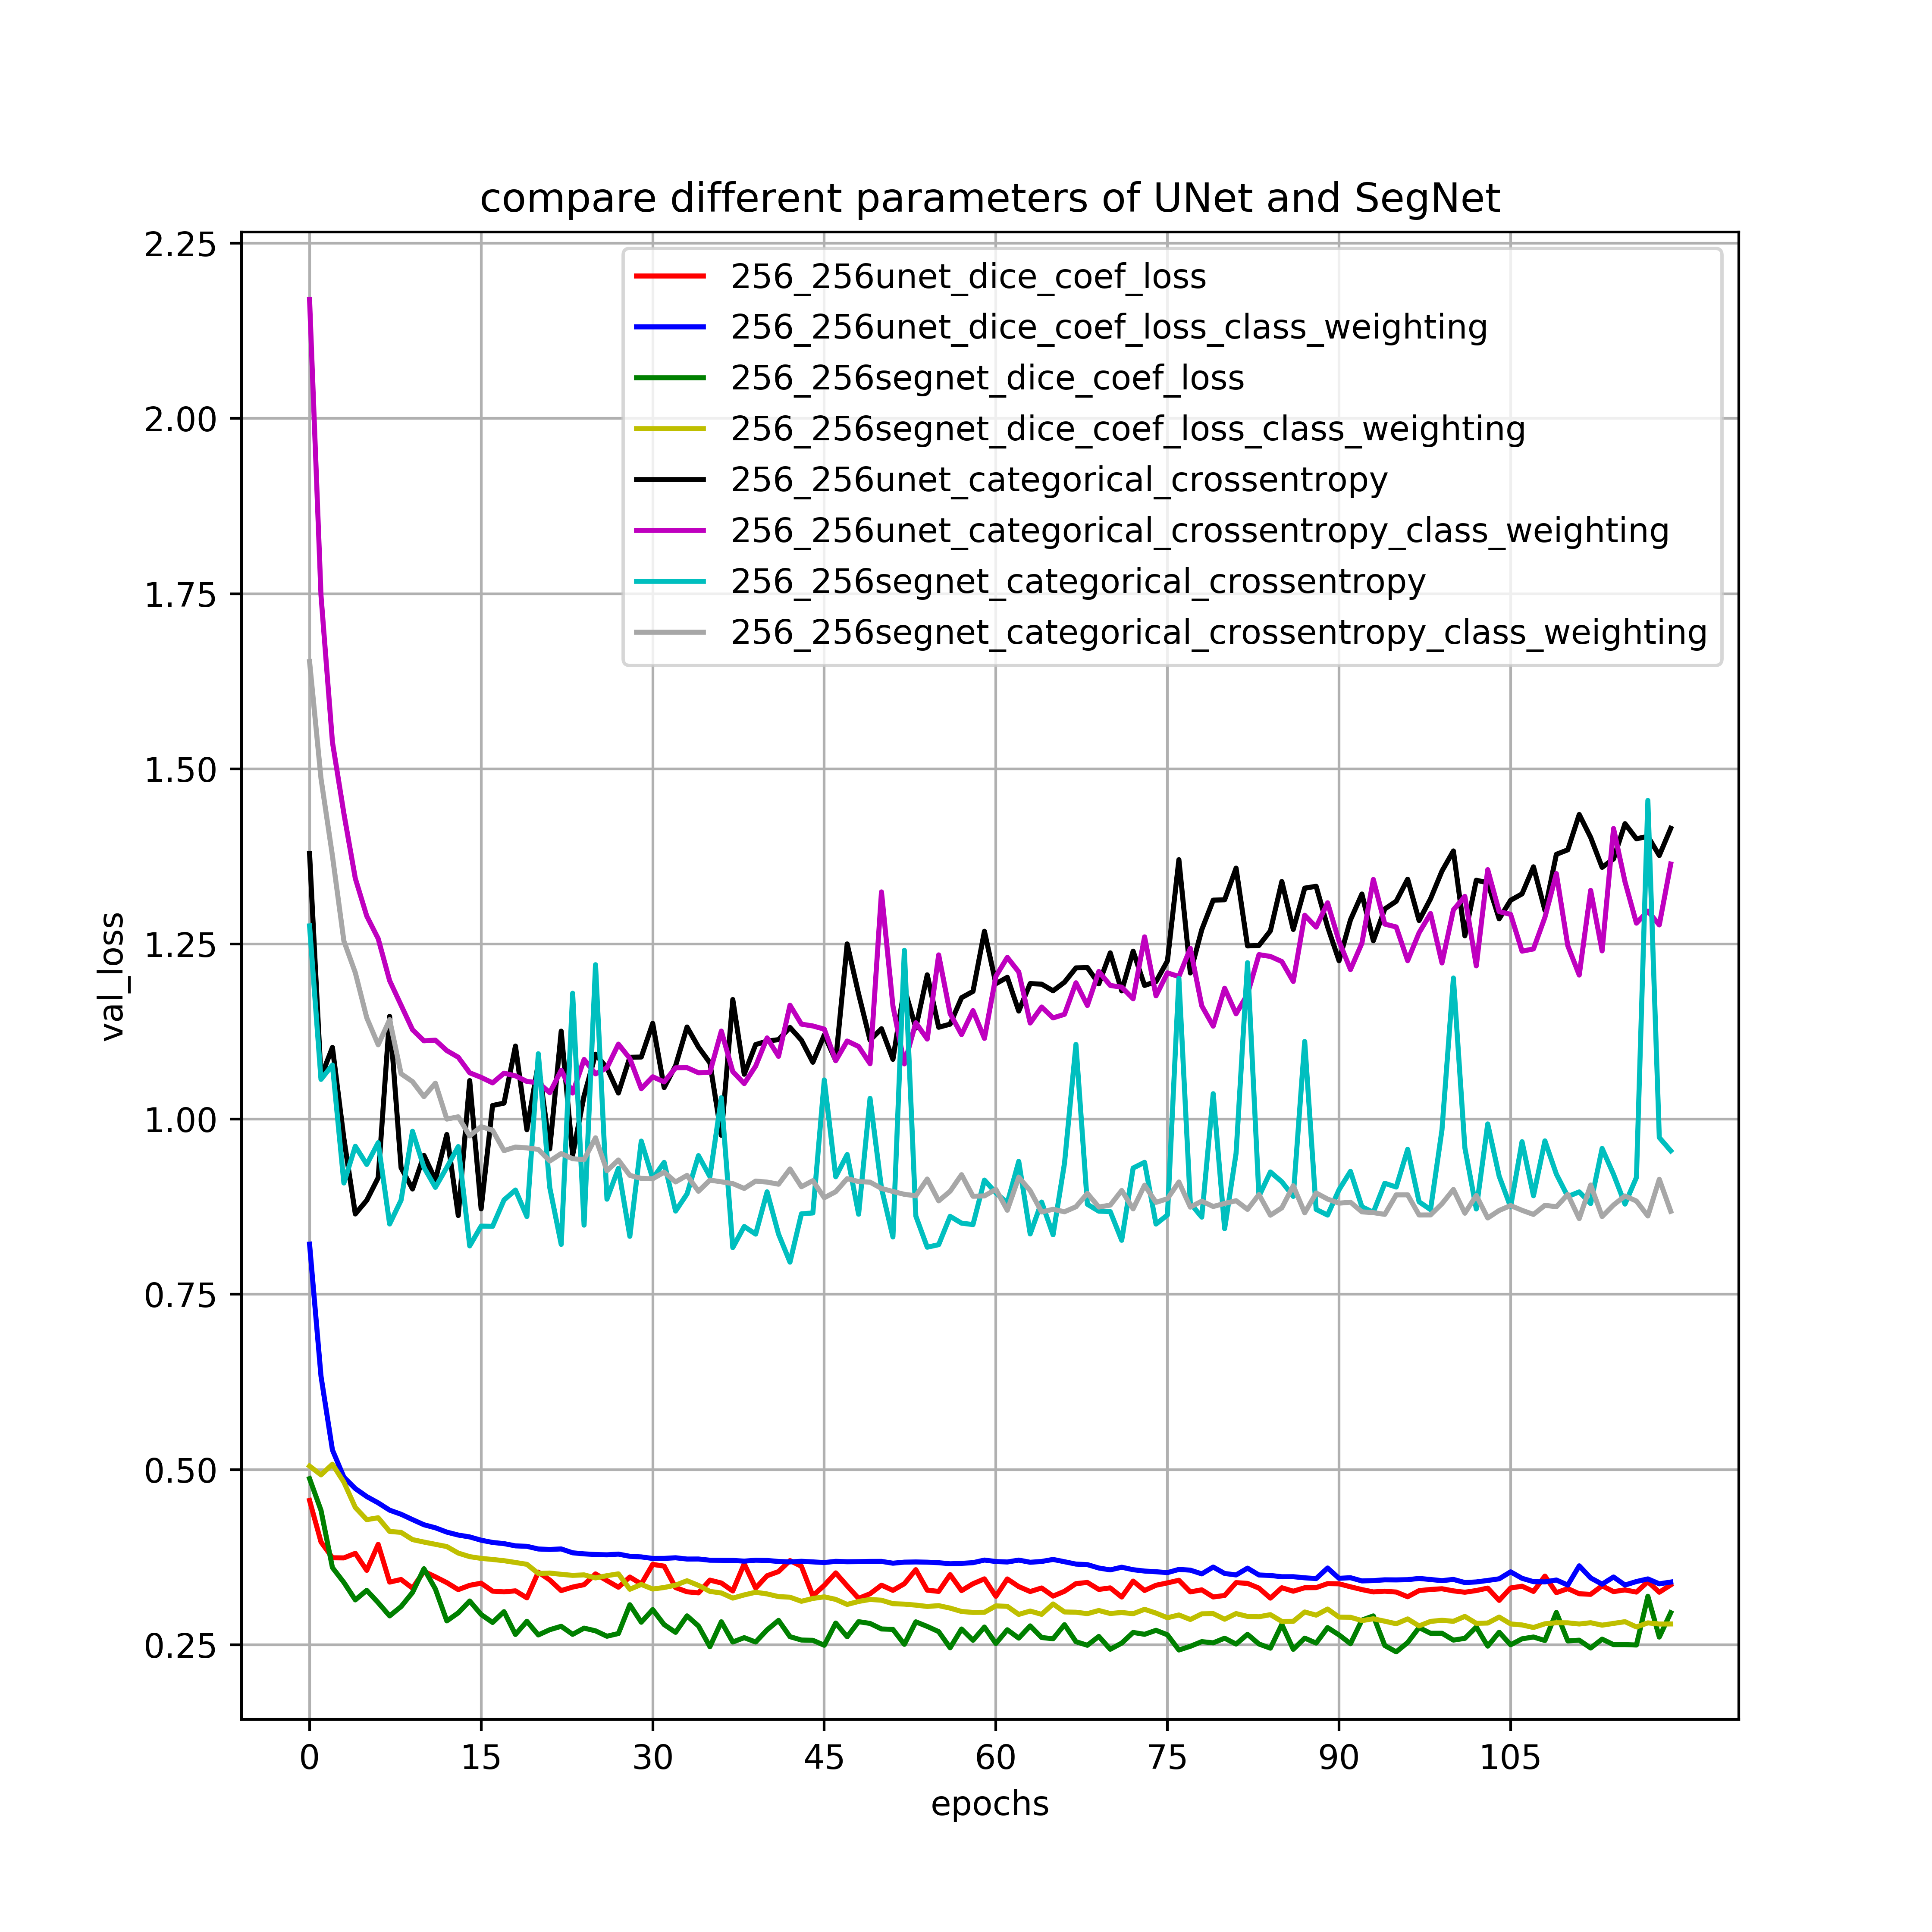 compare different parameters of UNet and SegNet
2.25
2.00
1.75
1.50
1.25
1.00
0.75
0.50
0.25
val_loss
256_256unet_dice_coef_loss
256_256unet_dice_coef_loss_class_weighting
256_256segnet_dice_coef_loss
256_256segnet_dice_coef_loss_class_weighting
256_256unet_categorical_crossentropy
256_256unet_categorical_crossentropy_class_weighting
256_256segnet_categorical_crossentropy
256_256segnet_categorical_crossentropy_class_weighting
0 15 30 45 60 75 90 105
epochs